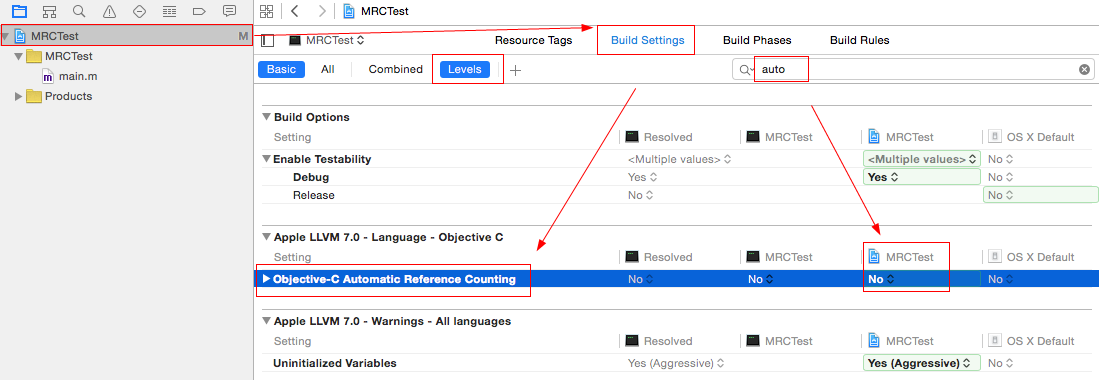 MRCTest
MRCTest M
MRCTest
main.m
Products
MRCTest Resource Tags Build Settings Build Phases Build Rules
Basic All Combined Levels auto
Build Options
Setting Resolved MRCTest MRCTest OS X Default
Enable Testability <Multiple values> <Multiple values> No
Debug Yes Yes No
Release No No
Apple LLVM 7.0 - Language - Objective C
Setting Resolved MRCTest MRCTest OS X Default
Objective-C Automatic Reference Counting No No No No
Apple LLVM 7.0 - Warnings - All languages
Setting Resolved MRCTest MRCTest OS X Default
Uninitialized Variables Yes (Aggressive) Yes (Aggressive) No